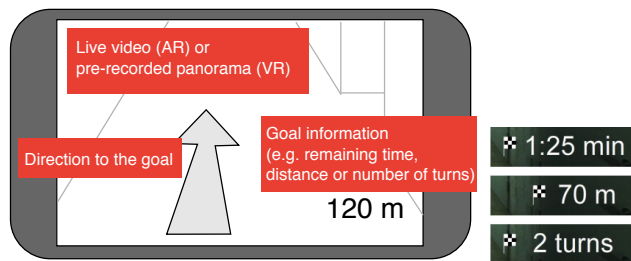 Live video (AR) or
pre-recorded panorama (VR)
Direction to the goal
Goal information
(e.g. remaining time,
distance or number of turns)
120 m
1:25 min
70 m
2 turns